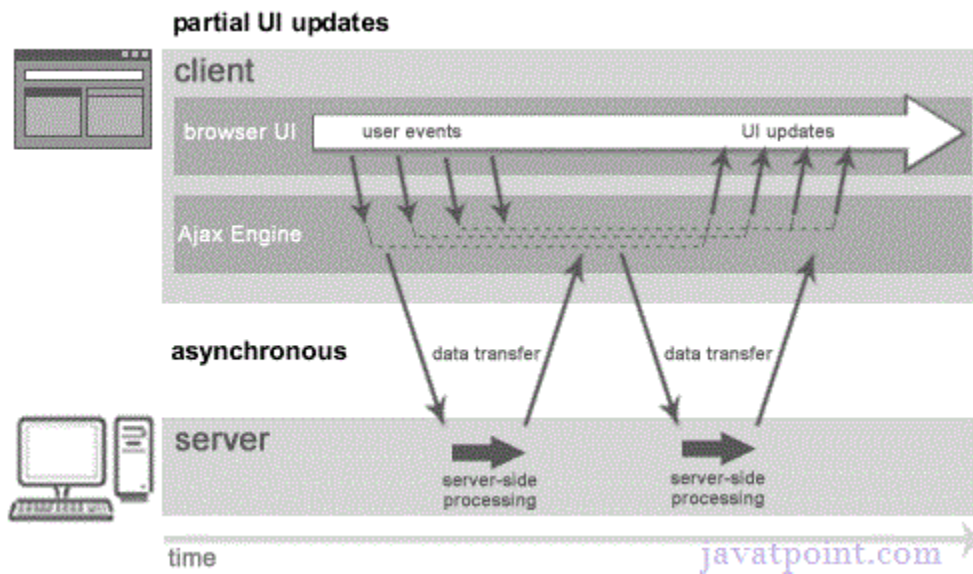 partial UI updates
client
browser UI
user events
UI updates
Ajax Engine
asynchronous
data transfer
data transfer
server
server-side
processing
server-side
processing
time
javatpoint.com